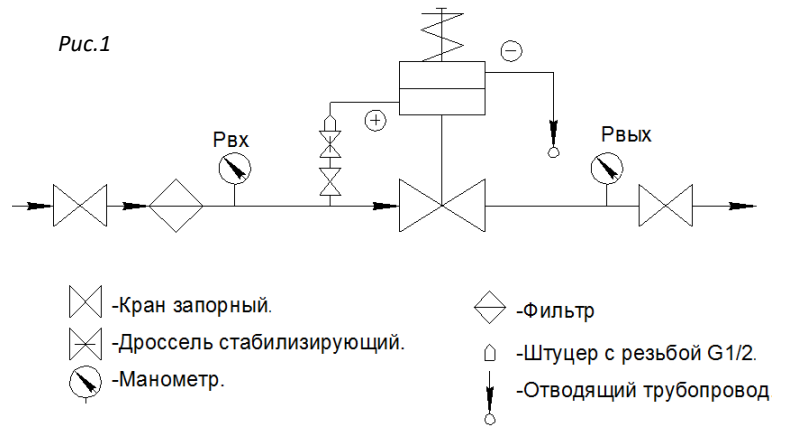 Рис.1
−
+
Рвх
Рвых
-Кран запорный.
-Дроссель стабилизирующий.
-Манометр.
-Фильтр
-Штуцер с резьбой G1/2.
-Отводящий трубопровод